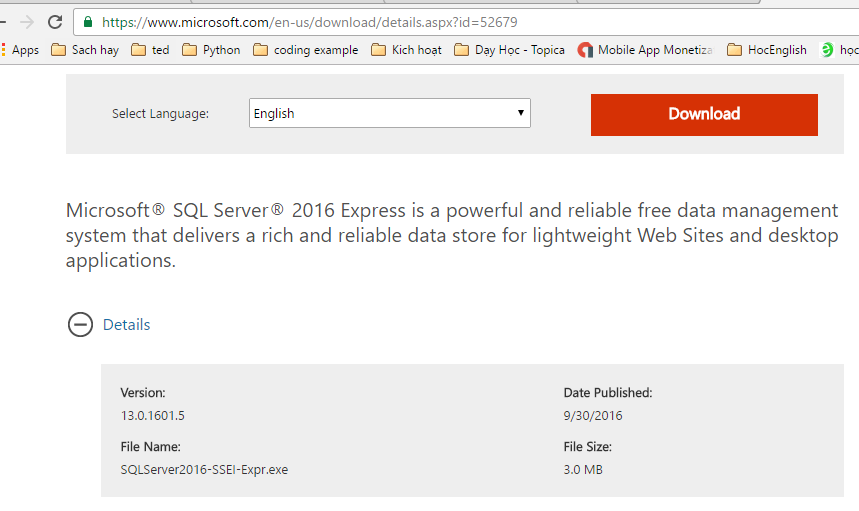 https://www.microsoft.com/en-us/download/details.aspx?id=52679
Apps Sach hay ted Python coding example Kich hoạt Dạy Học - Topica Mobile App Monetiza HocEnglish học
Select Language: English Download
Microsoft® SQL Server® 2016 Express is a powerful and reliable free data management
system that delivers a rich and reliable data store for lightweight Web Sites and desktop
applications.
Details
Version: Date Published:
13.0.1601.5 9/30/2016
File Name: File Size:
SQLServer2016-SSEI-Expr.exe 3.0 MB